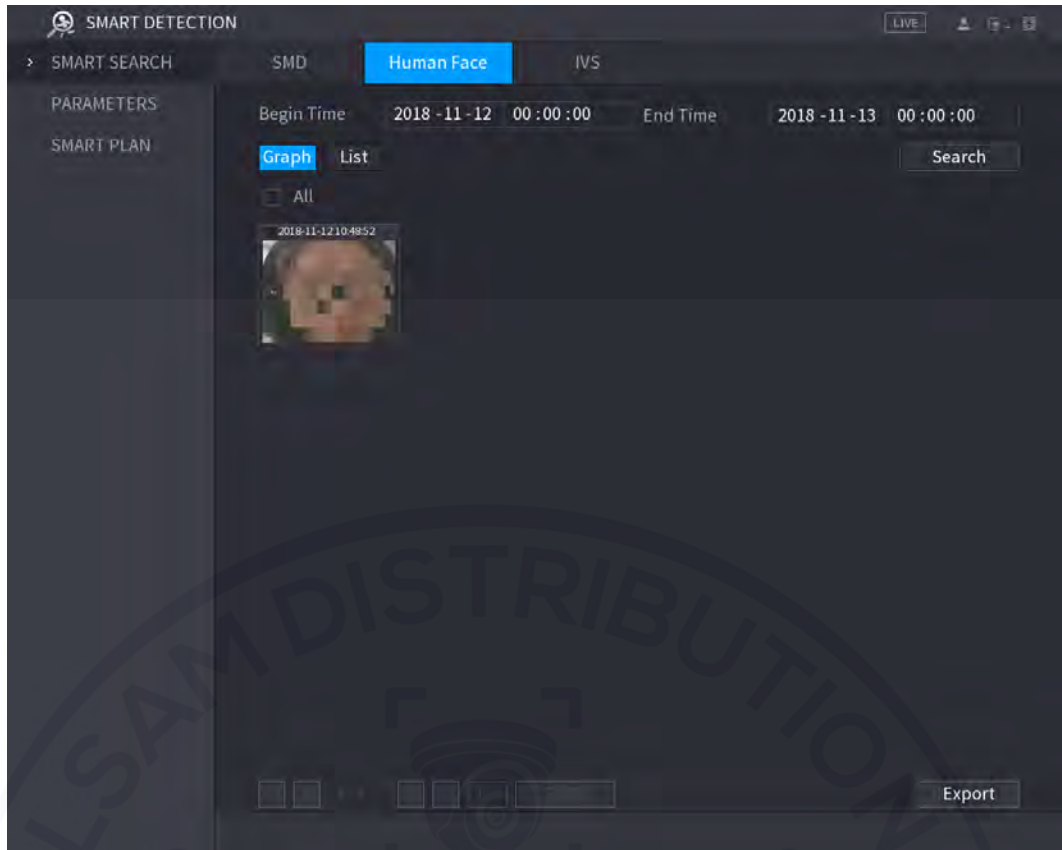 SMART DETECTION LIVE
SMART SEARCH SMD Human Face IVS
PARAMETERS Begin Time 2018 -11 -12 00 :00 :00 End Time 2018 -11 -13 00 :00 :00
SMART PLAN Graph List Search
All
2018-11-12 10:48:52
SAM DISTRIBUTION
Export